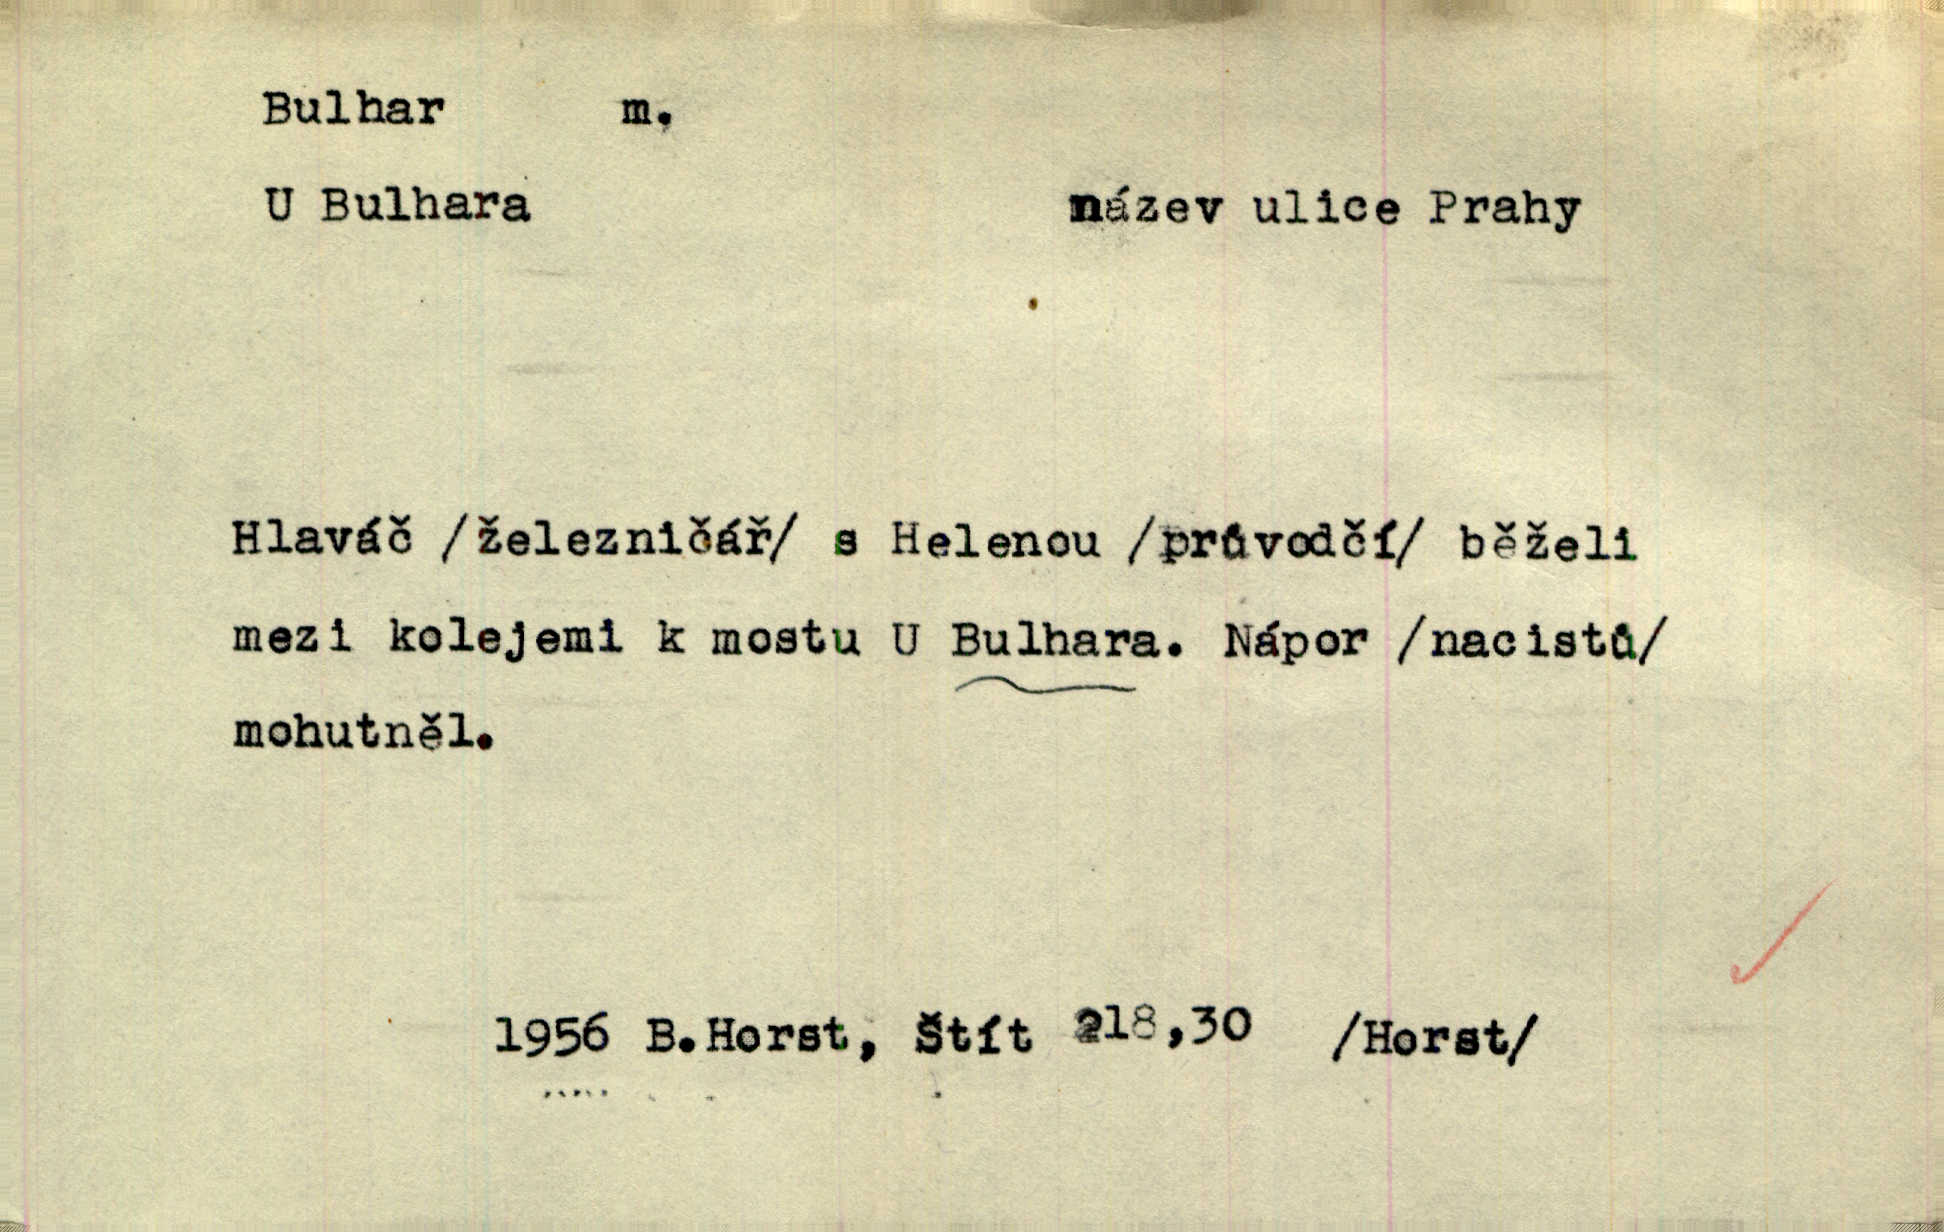 Bulhar m.
U Bulhara název ulice Prahy
Hlaváč /železničář/ s Helenou /průvodčí/ běželi
mezi kolejemi k mostu U Bulhara. Nápor /nacistů/
mohutněl.
1956 B.Horst, Štít 218,30 /Horst/